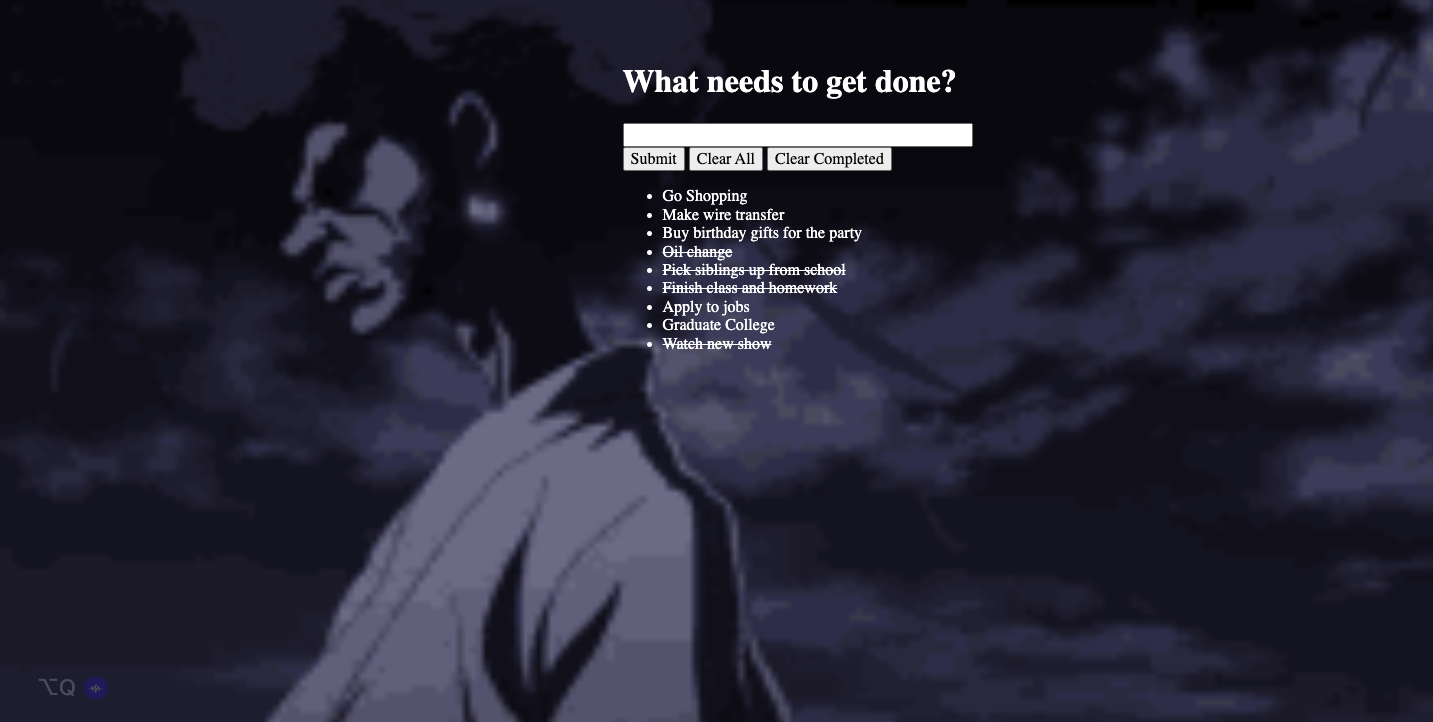 What needs to get done?
Submit Clear All Clear Completed
Go Shopping
Make wire transfer
Buy birthday gifts for the party
Oil change
Pick siblings up from school
Finish class and homework
Apply to jobs
Graduate College
Watch new show
⌥Q